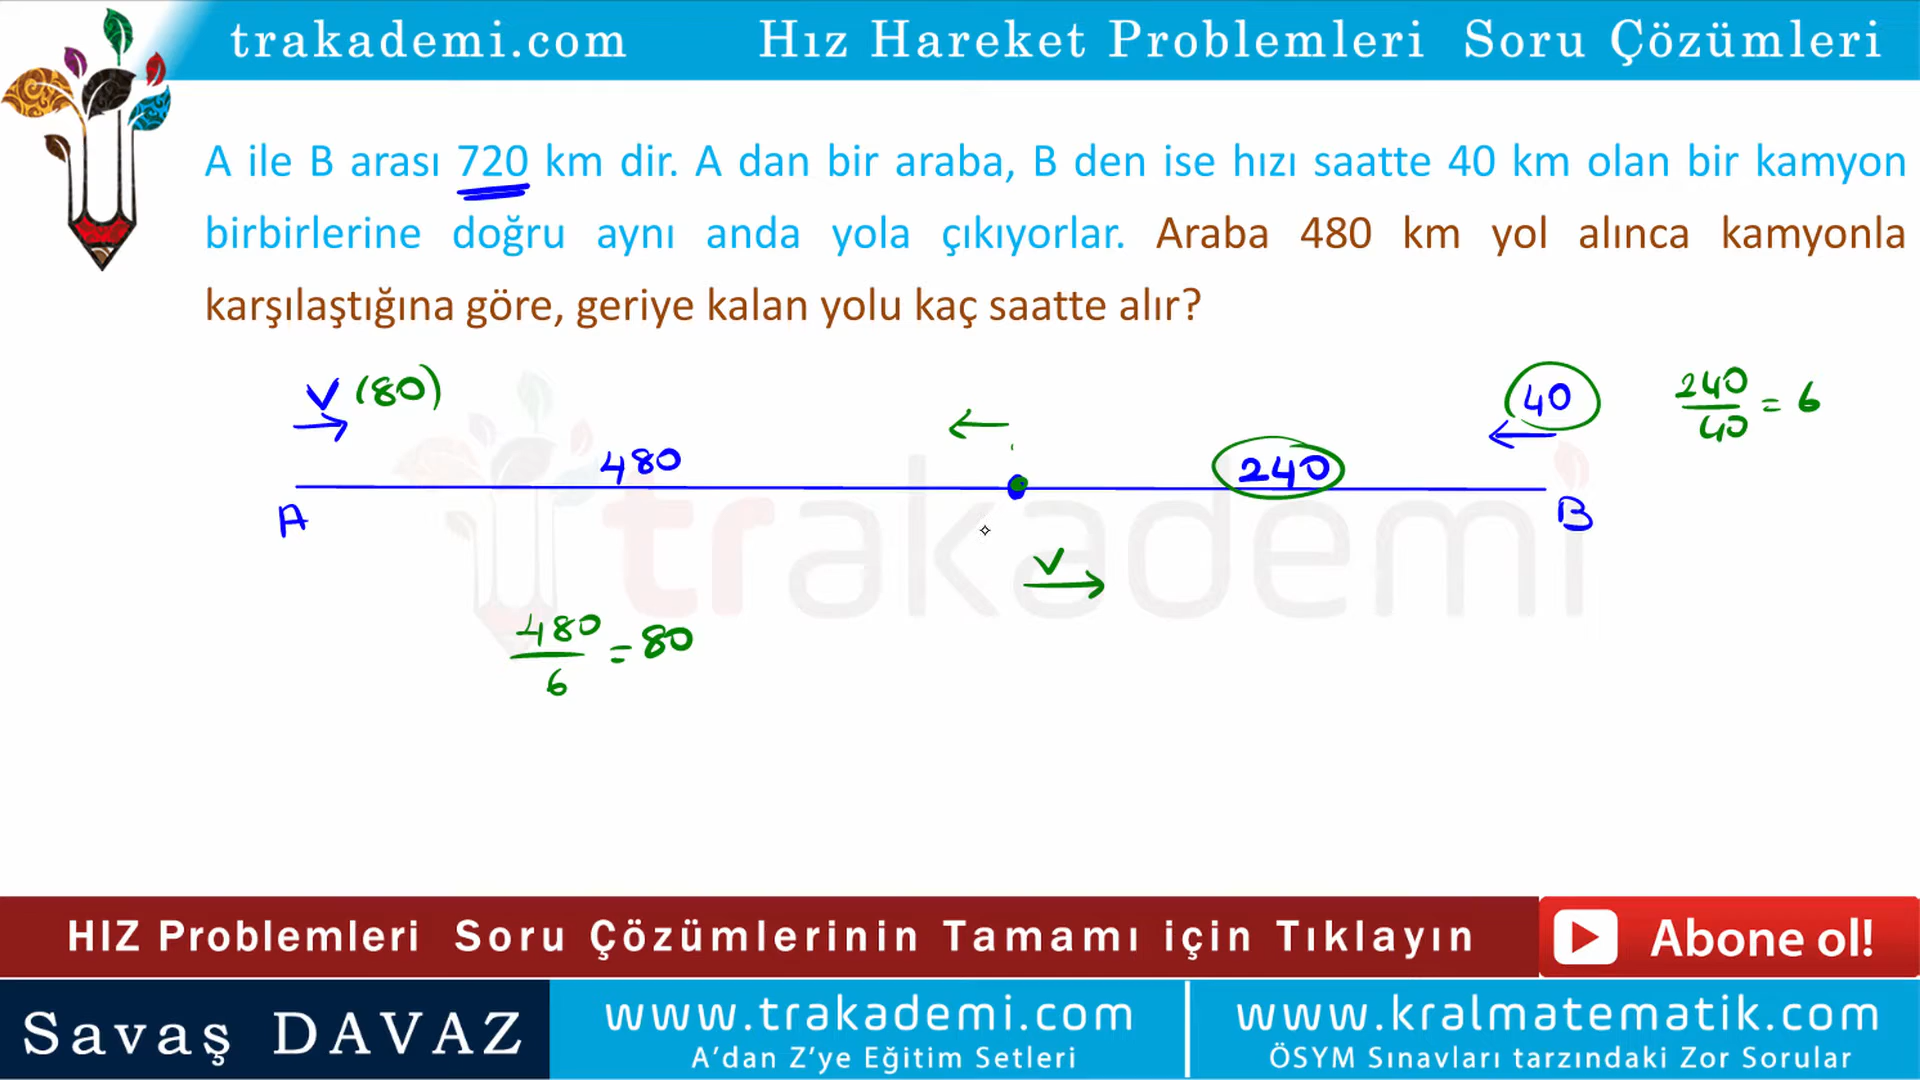 trakademi.com Hız Hareket Problemleri Soru Çözümleri
A ile B arası 720 km dir. A dan bir araba, B den ise hızı saatte 40 km olan bir kamyon
birbirlerine doğru aynı anda yola çıkıyorlar. Araba 480 km yol alınca kamyonla
karşılaştığına göre, geriye kalan yolu kaç saatte alır?
V (80) 40 240/40 = 6
480 240
A B
trakademi
V
480/6 = 80
HIZ Problemleri Soru Çözümlerinin Tamamı için Tıklayın Abone ol!
Savaş DAVAZ www.trakademi.com www.kralmatematik.com
A'dan Z'ye Eğitim Setleri ÖSYM Sınavları tarzındaki Zor Sorular